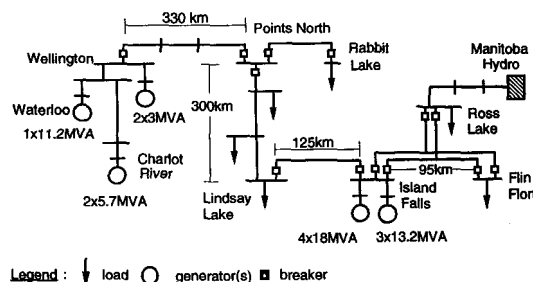 330 km
Points North
Wellington
Rabbit
Lake
Manitoba
Hydro
Waterloo
2x3MVA
300km
Ross
Lake
1x11.2MVA
125km
Charlot
River
95km
Lindsay
Lake
Island
Falls
Flin
Flon
2x5.7MVA
4x18MVA
3x13.2MVA
Legend : load generator(s) breaker